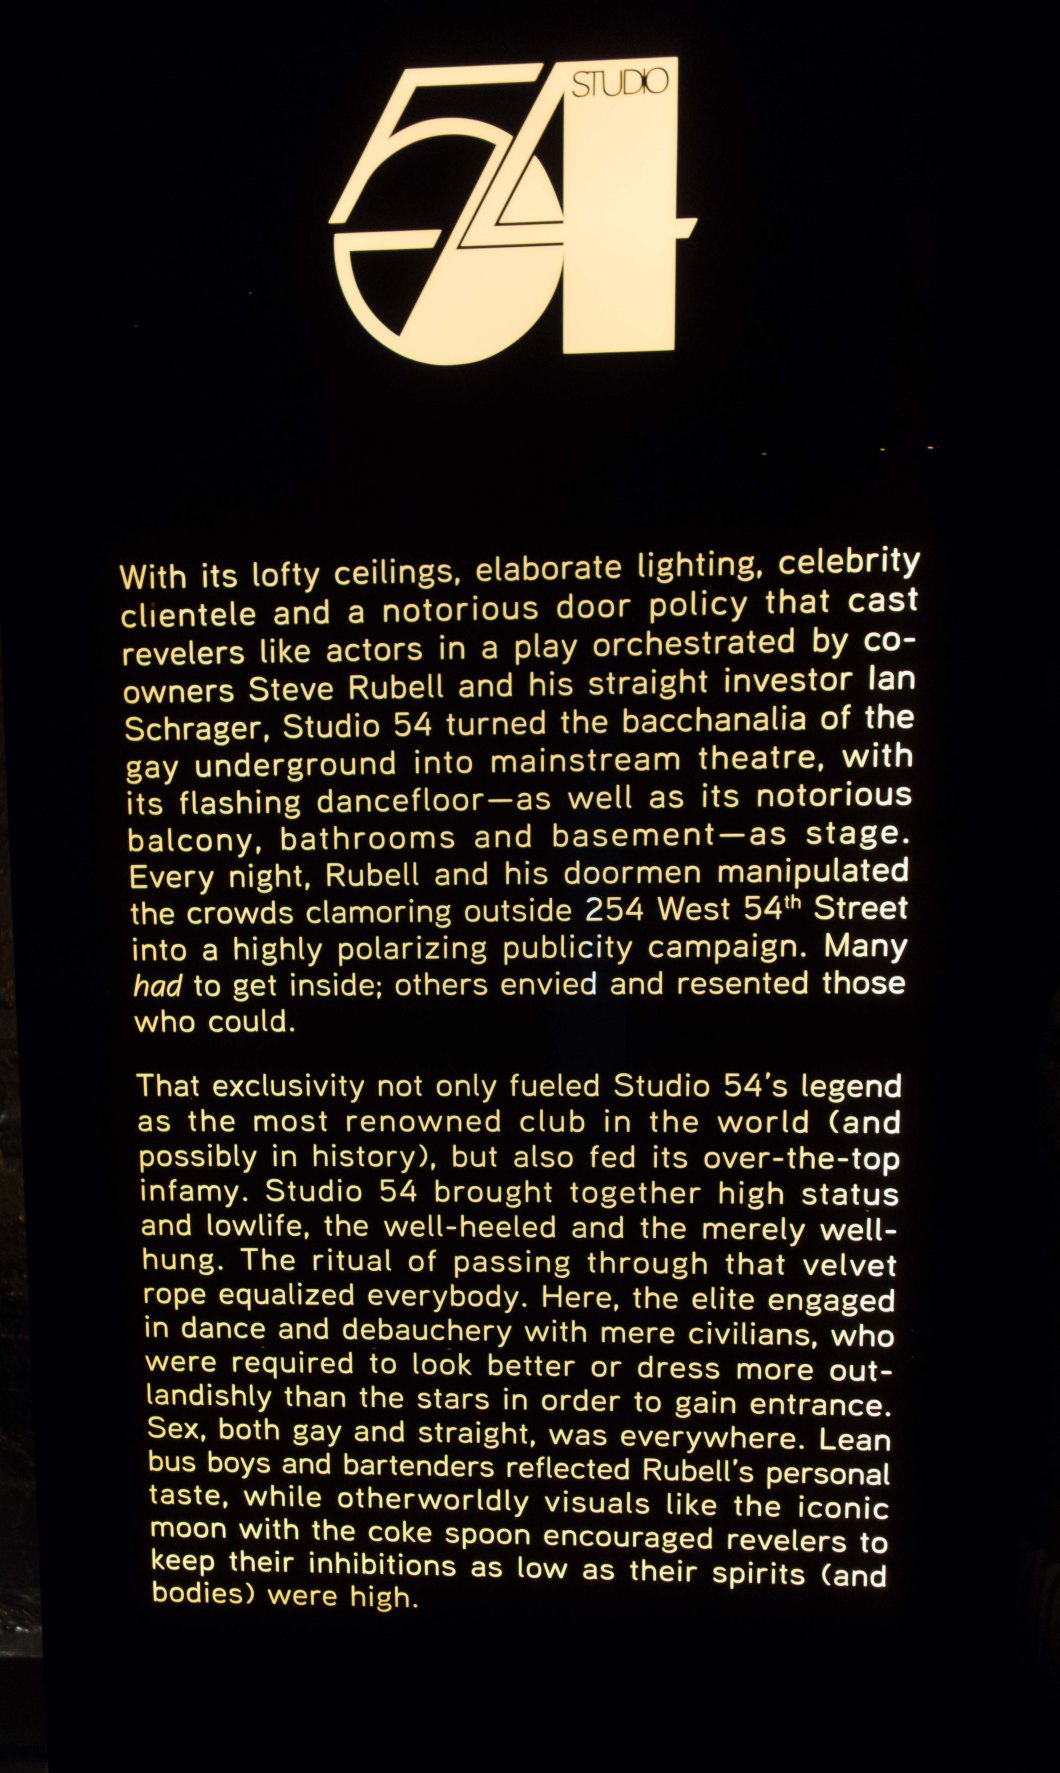 STUDIO
54
With its lofty ceilings, elaborate lighting, celebrity
clientele and a notorious door policy that cast
revelers like actors in a play orchestrated by co-
owners Steve Rubell and his straight investor Ian
Schrager, Studio 54 turned the bacchanalia of the
gay underground into mainstream theatre, with
its flashing dancefloor—as well as its notorious
balcony, bathrooms and basement—as stage.
Every night, Rubell and his doormen manipulated
the crowds clamoring outside 254 West 54th Street
into a highly polarizing publicity campaign. Many
had to get inside; others envied and resented those
who could.
That exclusivity not only fueled Studio 54's legend
as the most renowned club in the world (and
possibly in history), but also fed its over-the-top
infamy. Studio 54 brought together high status
and lowlife, the well-heeled and the merely well-
hung. The ritual of passing through that velvet
rope equalized everybody. Here, the elite engaged
in dance and debauchery with mere civilians, who
were required to look better or dress more out-
landishly than the stars in order to gain entrance.
Sex, both gay and straight, was everywhere. Lean
bus boys and bartenders reflected Rubell's personal
taste, while otherworldly visuals like the iconic
moon with the coke spoon encouraged revelers to
keep their inhibitions as low as their spirits (and
bodies) were high.